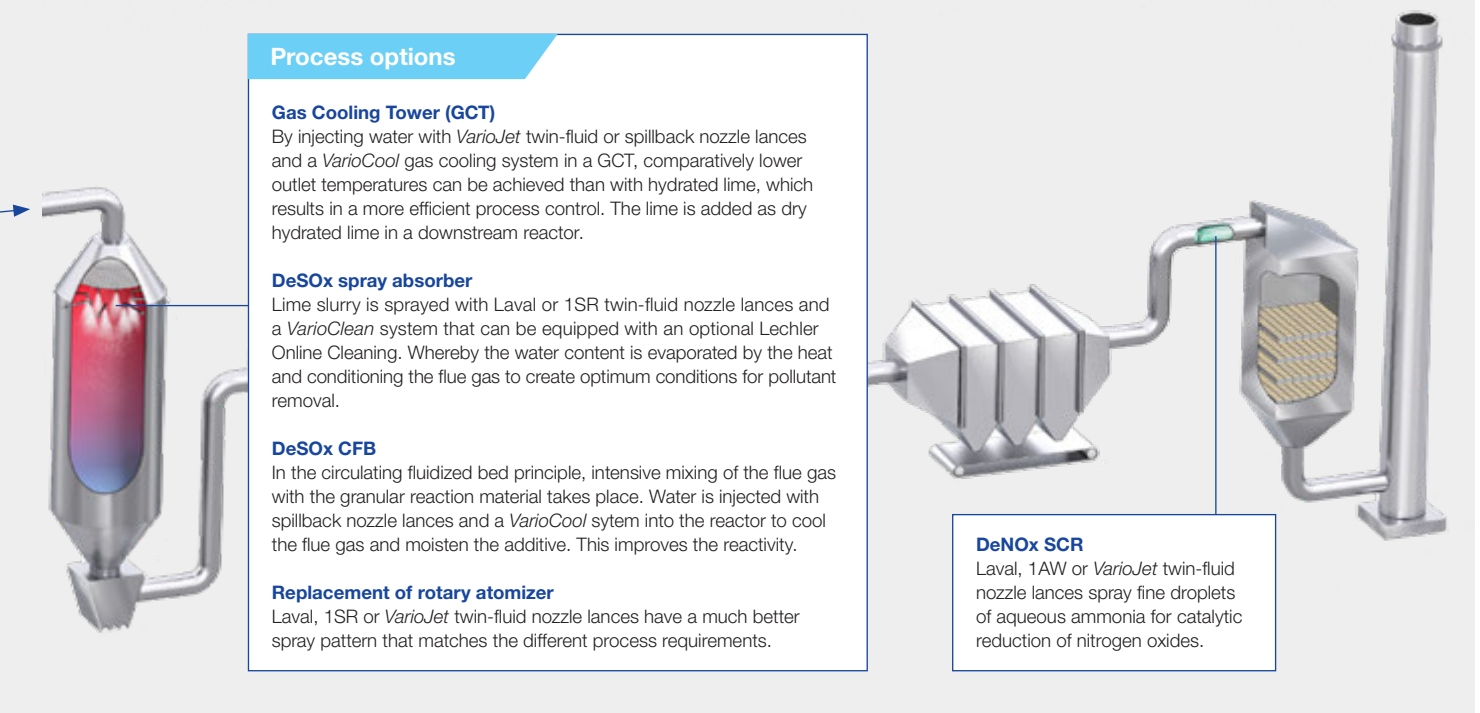 Process options
Gas Cooling Tower (GCT)
By injecting water with VarioJet twin-fluid or spillback nozzle lances
and a VarioCool gas cooling system in a GCT, comparatively lower
outlet temperatures can be achieved than with hydrated lime, which
results in a more efficient process control. The lime is added as dry
hydrated lime in a downstream reactor.
DeSOx spray absorber
Lime slurry is sprayed with Laval or 1SR twin-fluid nozzle lances and
a VarioClean system that can be equipped with an optional Lechler
Online Cleaning. Whereby the water content is evaporated by the heat
and conditioning the flue gas to create optimum conditions for pollutant
removal.
DeSOx CFB
In the circulating fluidized bed principle, intensive mixing of the flue gas
with the granular reaction material takes place. Water is injected with
spillback nozzle lances and a VarioCool sytem into the reactor to cool
the flue gas and moisten the additive. This improves the reactivity.
Replacement of rotary atomizer
Laval, 1SR or VarioJet twin-fluid nozzle lances have a much better
spray pattern that matches the different process requirements.
DeNOx SCR
Laval, 1AW or VarioJet twin-fluid
nozzle lances spray fine droplets
of aqueous ammonia for catalytic
reduction of nitrogen oxides.